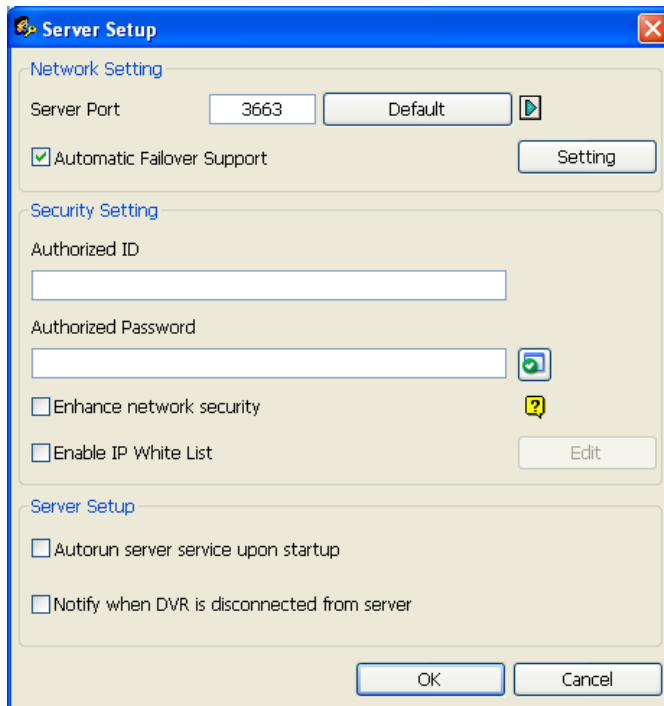 Server Setup
Network Setting
Server Port 3663 Default
Automatic Failover Support Setting
Security Setting
Authorized ID
Authorized Password
Enhance network security ?
Enable IP White List Edit
Server Setup
Autorun server service upon startup
Notify when DVR is disconnected from server
OK Cancel